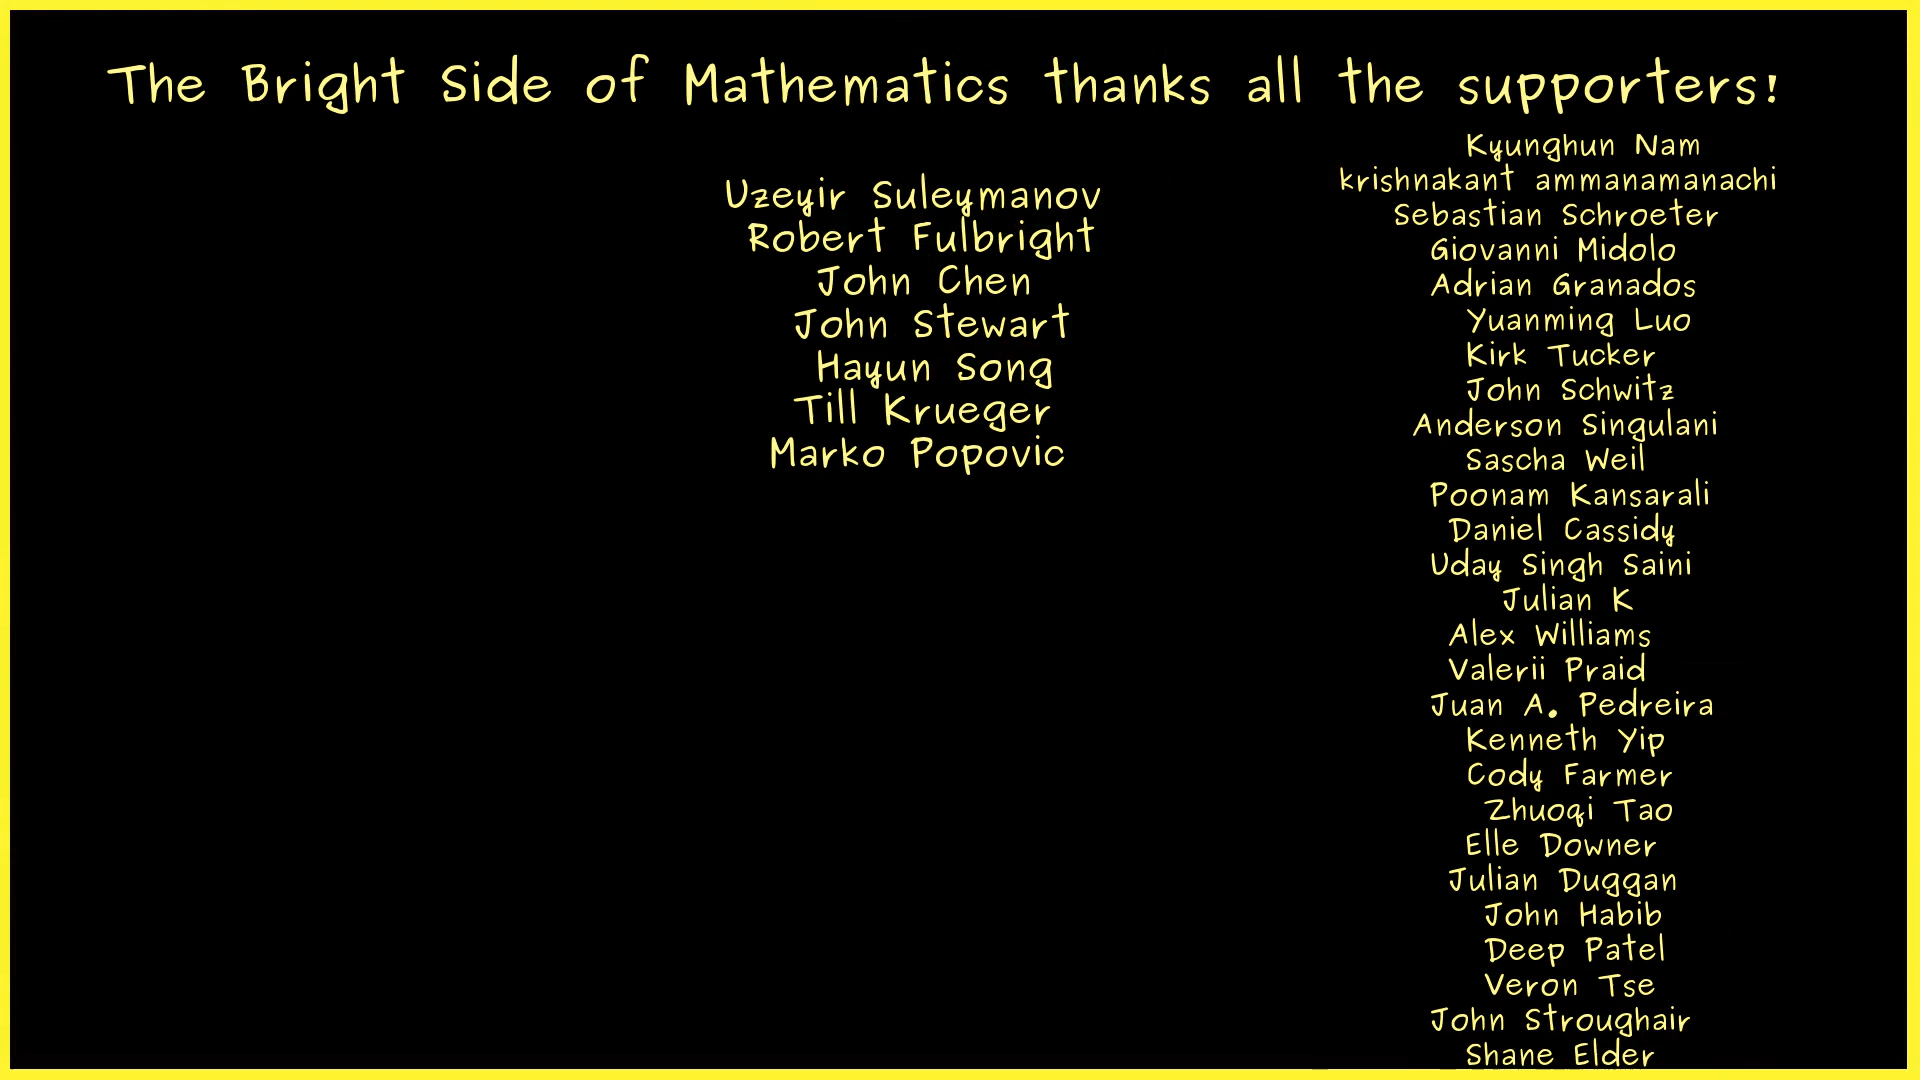 The Bright Side of Mathematics thanks all the supporters!
Uzeyir Suleymanov
Robert Fulbright
John Chen
John Stewart
Hayun Song
Till Krueger
Marko Popovic
Kyunghun Nam
krishnakant ammanamanachi
Sebastian Schroeter
Giovanni Midolo
Adrian Granados
Yuanming Luo
Kirk Tucker
John Schwitz
Anderson Singulani
Sascha Weil
Poonam Kansarali
Daniel Cassidy
Uday Singh Saini
Julian K
Alex Williams
Valerii Praid
Juan A. Pedreira
Kenneth Yip
Cody Farmer
Zhuoqi Tao
Elle Downer
Julian Duggan
John Habib
Deep Patel
Veron Tse
John Stroughair
Shane Elder